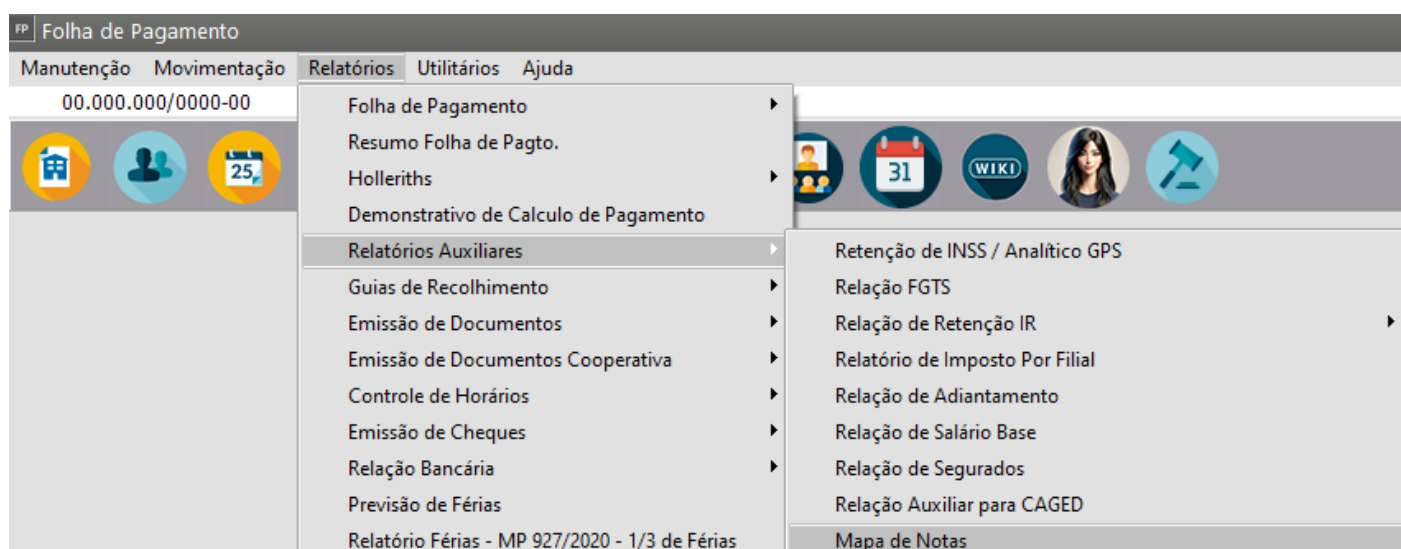 FP Folha de Pagamento
Manutenção Movimentação Relatórios Utilitários Ajuda
00.000.000/0000-00
25
31
WIKI
Folha de Pagamento
Resumo Folha de Pagto.
Holleriths
Demonstrativo de Calculo de Pagamento
Relatórios Auxiliares
Guias de Recolhimento
Emissão de Documentos
Emissão de Documentos Cooperativa
Controle de Horários
Emissão de Cheques
Relação Bancária
Previsão de Férias
Relatório Férias - MP 927/2020 - 1/3 de Férias
Retenção de INSS / Analítico GPS
Relação FGTS
Relação de Retenção IR
Relatório de Imposto Por Filial
Relação de Adiantamento
Relação de Salário Base
Relação de Segurados
Relação Auxiliar para CAGED
Mapa de Notas